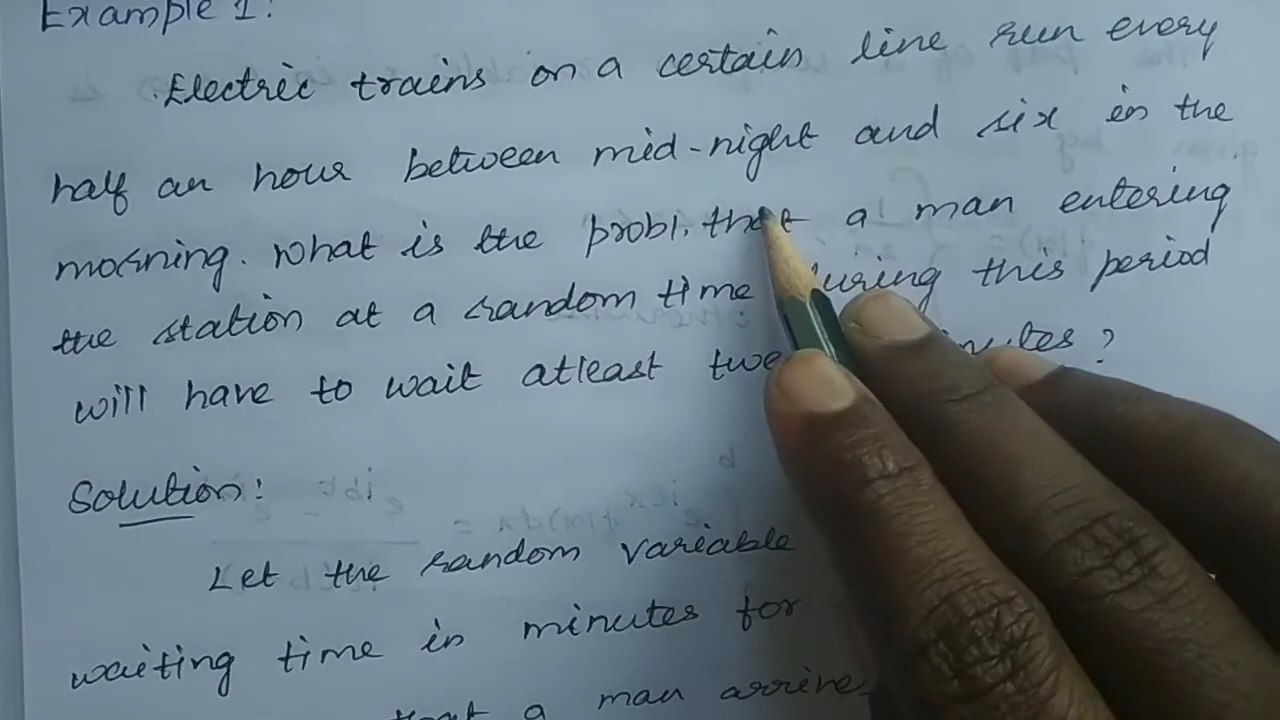 Example 1:
Electric trains on a certain line run every
half an hour between mid-night and six in the
morning. What is the probl. that a man entering
the station at a random time during this period
will have to wait atleast
Solution:
Let the random variable
waiting time in minutes for
that a man arrives